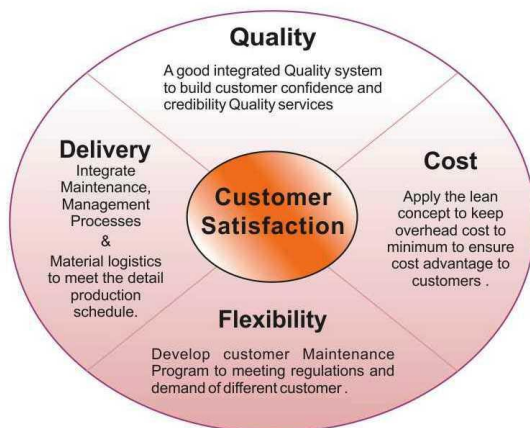 Quality
A good integrated Quality system
to build customer confidence and
credibility Quality services
Delivery
Integrate
Maintenance,
Management
Processes
&
Material logistics
to meet the detail
production
schedule.
Customer
Satisfaction
Cost
Apply the lean
concept to keep
overhead cost to
minimum to ensure
cost advantage to
customers .
Flexibility
Develop customer Maintenance
Program to meeting regulations and
demand of different customer .